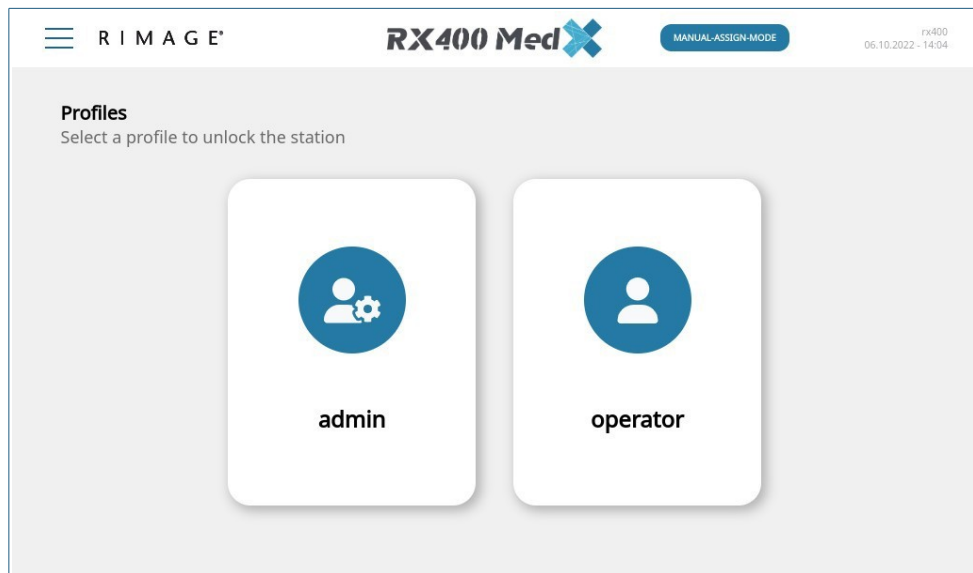 RIMAGE®
RX400 Med
MANUAL-ASSIGN-MODE
rx400
06.10.2022 - 14:04
Profiles
Select a profile to unlock the station
admin
operator